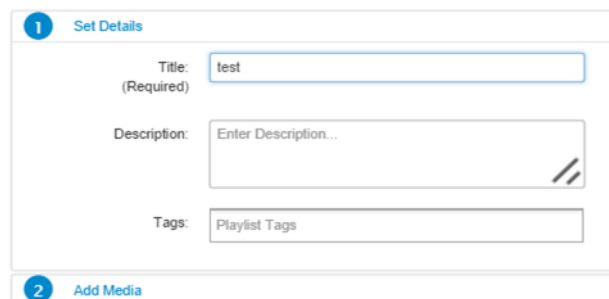 1 Set Details
Title: test
(Required)
Description: Enter Description...
Tags: Playlist Tags
2 Add Media